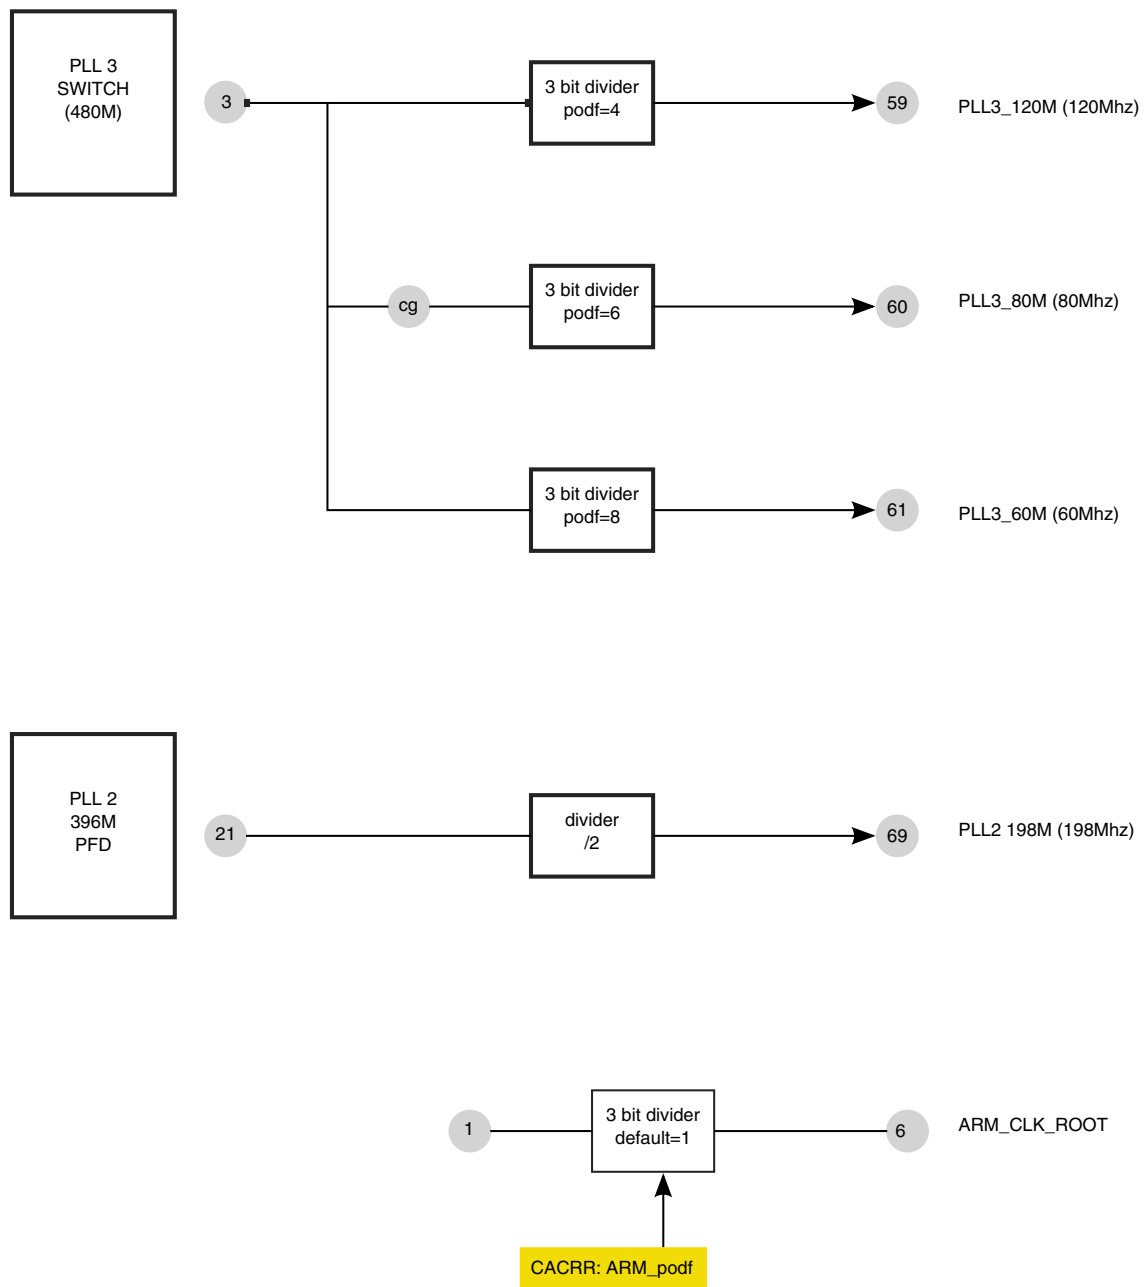 PLL 3
SWITCH
(480M)
3
3 bit divider
podf=4
59
PLL3_120M (120Mhz)
cg
3 bit divider
podf=6
60
PLL3_80M (80Mhz)
3 bit divider
podf=8
61
PLL3_60M (60Mhz)
PLL 2
396M
PFD
21
divider
/2
69
PLL2 198M (198Mhz)
1
3 bit divider
default=1
6
ARM_CLK_ROOT
CACRR: ARM_podf